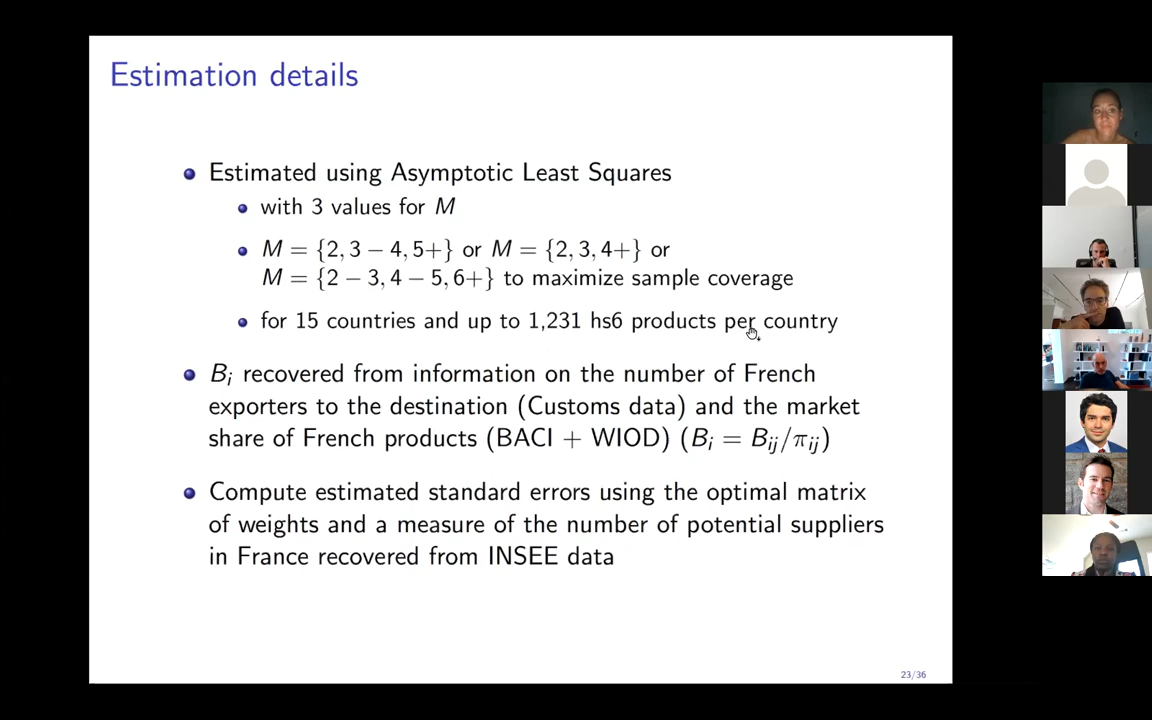 Estimation details
Estimated using Asymptotic Least Squares
with 3 values for M
M = {2, 3 − 4, 5+} or M = {2, 3, 4+} or
M = {2 − 3, 4 − 5, 6+} to maximize sample coverage
for 15 countries and up to 1,231 hs6 products per country
Bi recovered from information on the number of French
exporters to the destination (Customs data) and the market
share of French products (BACI + WIOD) (Bi = Bij/πij)
Compute estimated standard errors using the optimal matrix
of weights and a measure of the number of potential suppliers
in France recovered from INSEE data
23/36